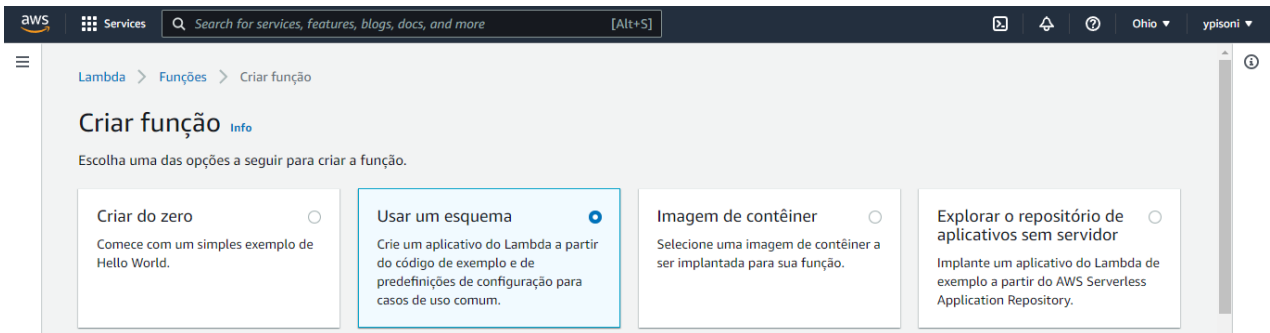 aws Services Search for services, features, blogs, docs, and more [Alt+S] Ohio ypisoni
Lambda Funções Criar função
Criar função Info
Escolha uma das opções a seguir para criar a função.
Criar do zero
Comece com um simples exemplo de
Hello World.
Usar um esquema
Crie um aplicativo do Lambda a partir
do código de exemplo e de
predefinições de configuração para
casos de uso comum.
Imagem de contêiner
Selecione uma imagem de contêiner a
ser implantada para sua função.
Explorar o repositório de
aplicativos sem servidor
Implante um aplicativo do Lambda de
exemplo a partir do AWS Serverless
Application Repository.